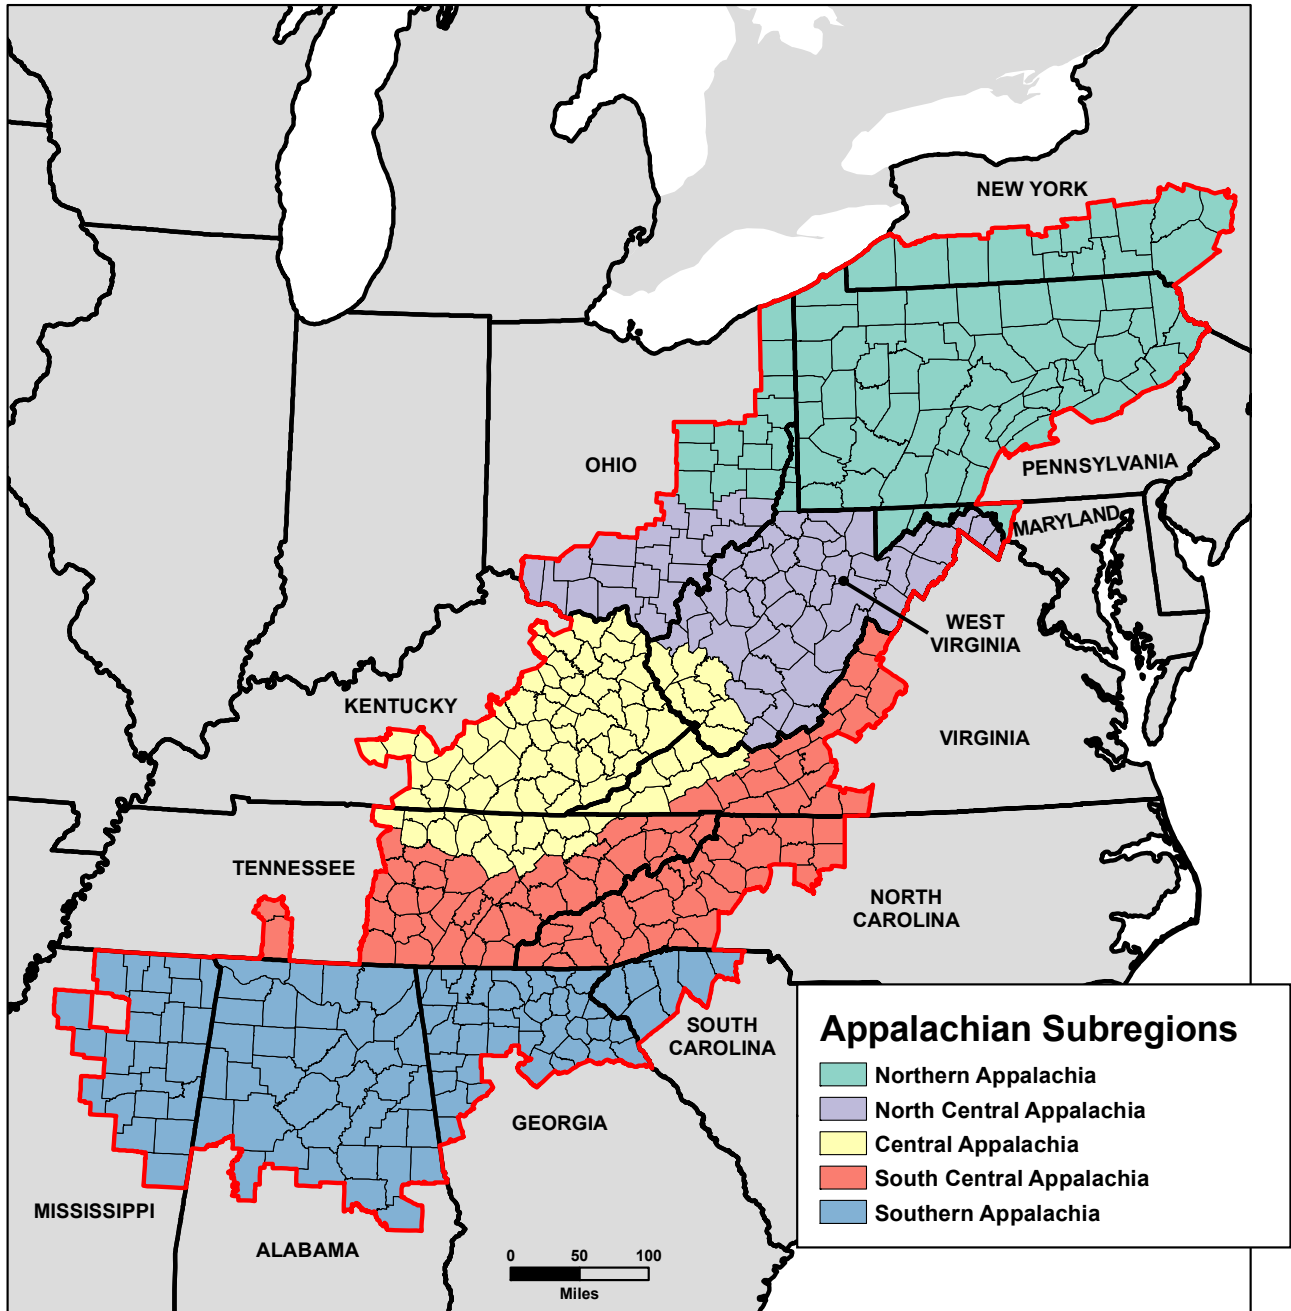 NEW YORK
OHIO
PENNSYLVANIA
MARYLAND
WEST
VIRGINIA
KENTUCKY
VIRGINIA
TENNESSEE
NORTH
CAROLINA
SOUTH
CAROLINA
GEORGIA
MISSISSIPPI
ALABAMA
Appalachian Subregions
Northern Appalachia
North Central Appalachia
Central Appalachia
South Central Appalachia
Southern Appalachia
0 50 100
Miles